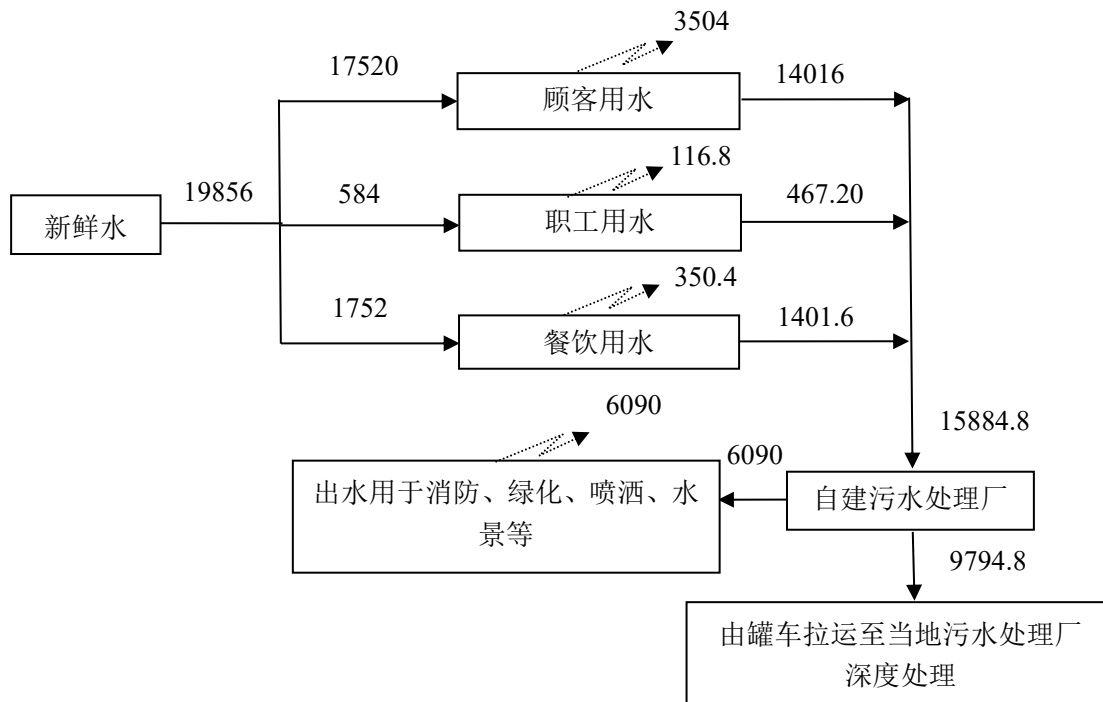 3504
17520
顾客用水
14016
116.8
19856
584
职工用水
467.20
新鲜水
350.4
1752
餐饮用水
1401.6
6090
15884.8
6090
出水用于消防、绿化、喷洒、水
景等
自建污水处理厂
9794.8
由罐车拉运至当地污水处理厂
深度处理